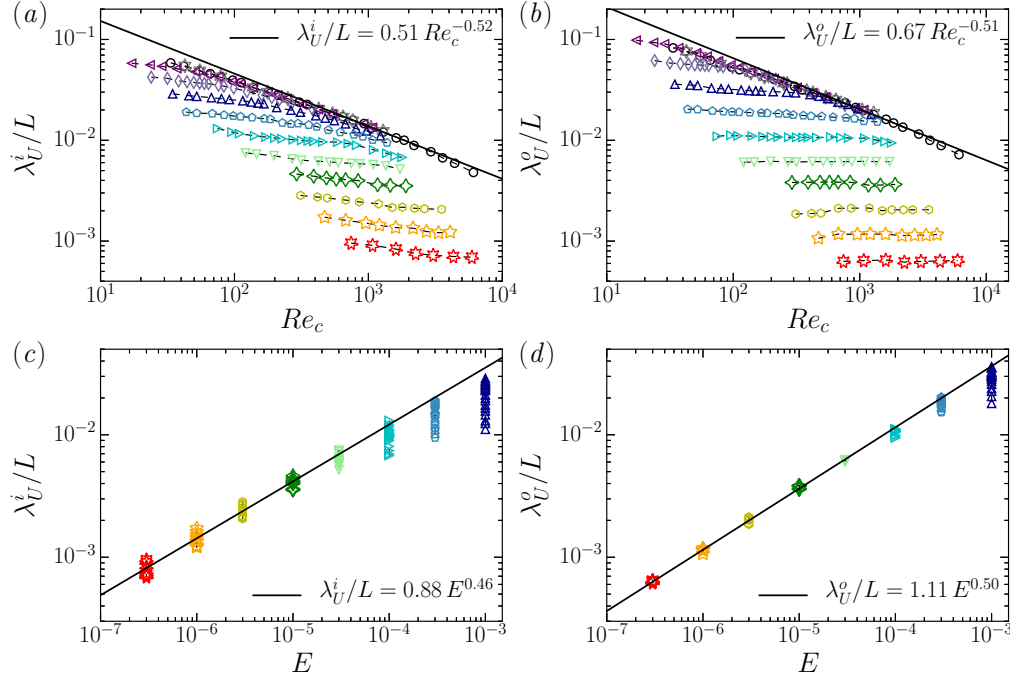 (a)
λ_U^i/L = 0.51 Re_c^{−0.52}
λ_U^i/L
10^{−1}
10^{−2}
10^{−3}
10^1 10^2 10^3 10^4
Re_c
(b)
λ_U^o/L = 0.67 Re_c^{−0.51}
λ_U^o/L
10^{−1}
10^{−2}
10^{−3}
10^1 10^2 10^3 10^4
Re_c
(c)
λ_U^i/L
10^{−2}
10^{−3}
λ_U^i/L = 0.88 E^{0.46}
10^{−7} 10^{−6} 10^{−5} 10^{−4} 10^{−3}
E
(d)
λ_U^o/L
10^{−2}
10^{−3}
λ_U^o/L = 1.11 E^{0.50}
10^{−7} 10^{−6} 10^{−5} 10^{−4} 10^{−3}
E